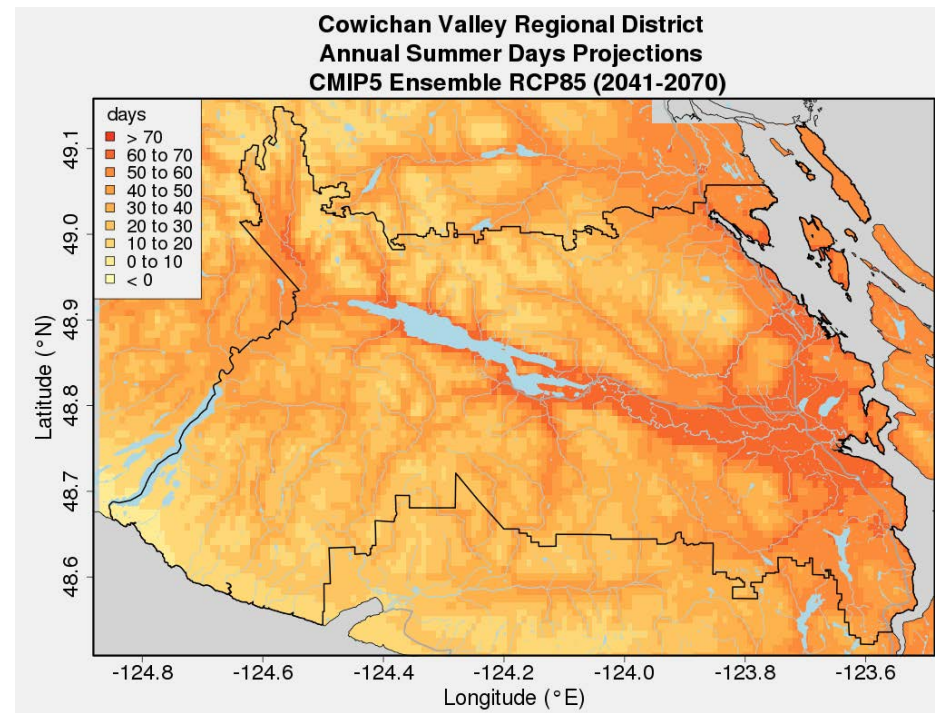 Cowichan Valley Regional District
Annual Summer Days Projections
CMIP5 Ensemble RCP85 (2041-2070)
days
> 70
60 to 70
50 to 60
40 to 50
30 to 40
20 to 30
10 to 20
0 to 10
< 0
49.1
49.0
48.9
48.8
48.7
48.6
Latitude (°N)
-124.8
-124.6
-124.4
-124.2
-124.0
-123.8
-123.6
Longitude (°E)